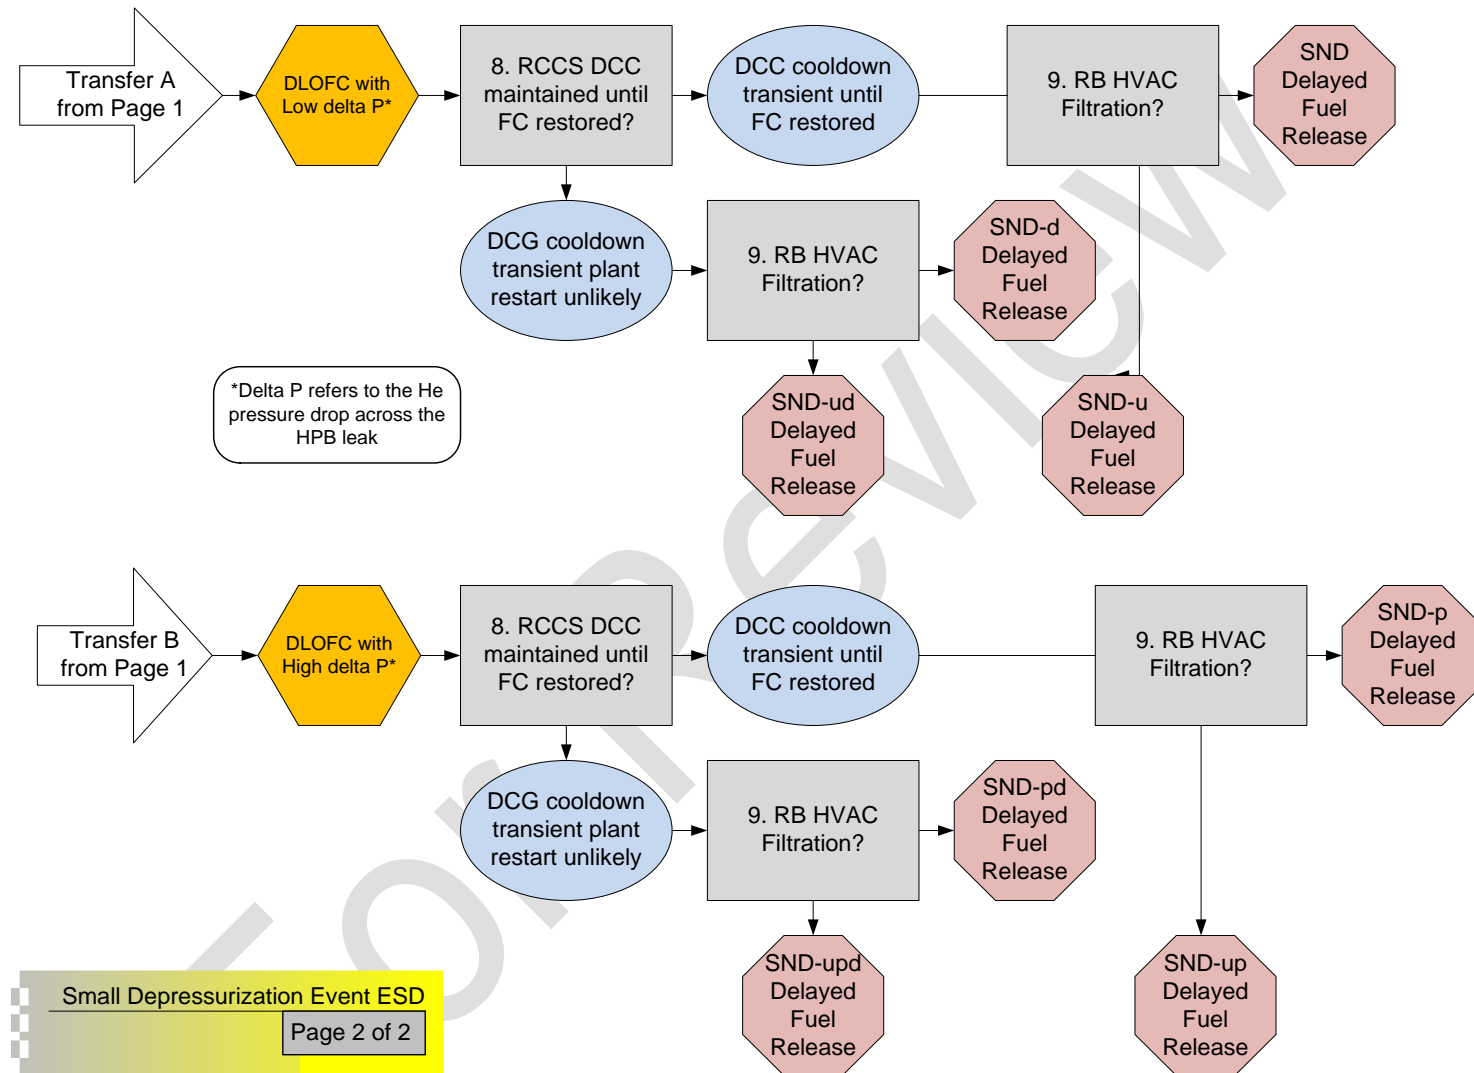 Transfer A
from Page 1
DLOFC with
Low delta P*
8. RCCS DCC
maintained until
FC restored?
DCC cooldown
transient until
FC restored
9. RB HVAC
Filtration?
SND
Delayed
Fuel
Release
DCG cooldown
transient plant
restart unlikely
9. RB HVAC
Filtration?
SND-d
Delayed
Fuel
Release
*Delta P refers to the He
pressure drop across the
HPB leak
SND-ud
Delayed
Fuel
Release
SND-u
Delayed
Fuel
Release
Transfer B
from Page 1
DLOFC with
High delta P*
8. RCCS DCC
maintained until
FC restored?
DCC cooldown
transient until
FC restored
9. RB HVAC
Filtration?
SND-p
Delayed
Fuel
Release
DCG cooldown
transient plant
restart unlikely
9. RB HVAC
Filtration?
SND-pd
Delayed
Fuel
Release
SND-upd
Delayed
Fuel
Release
SND-up
Delayed
Fuel
Release
Small Depressurization Event ESD
Page 2 of 2
For Review